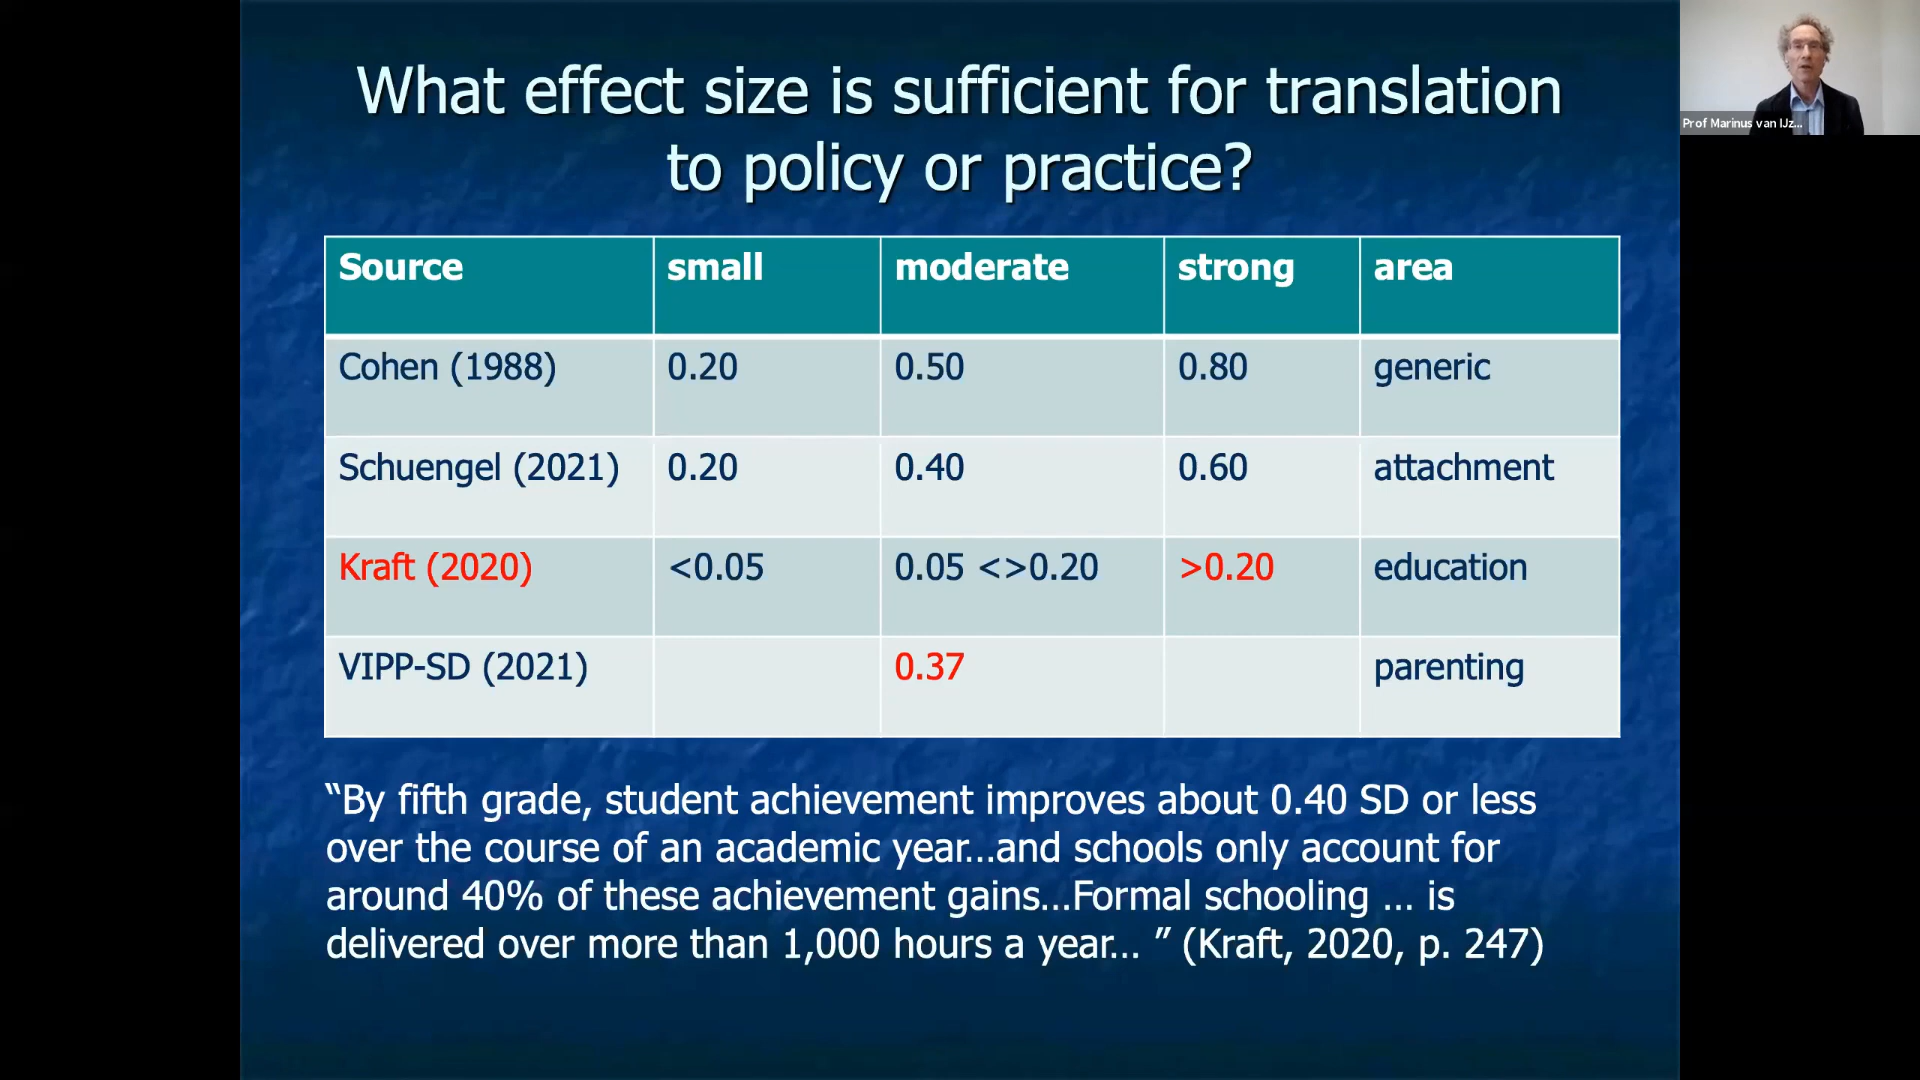 What effect size is sufficient for translation
to policy or practice?
Prof Marinus van IJz...
Source small moderate strong area
Cohen (1988) 0.20 0.50 0.80 generic
Schuengel (2021) 0.20 0.40 0.60 attachment
Kraft (2020) <0.05 0.05 <>0.20 >0.20 education
VIPP-SD (2021) 0.37 parenting
“By fifth grade, student achievement improves about 0.40 SD or less
over the course of an academic year…and schools only account for
around 40% of these achievement gains…Formal schooling … is
delivered over more than 1,000 hours a year… ” (Kraft, 2020, p. 247)